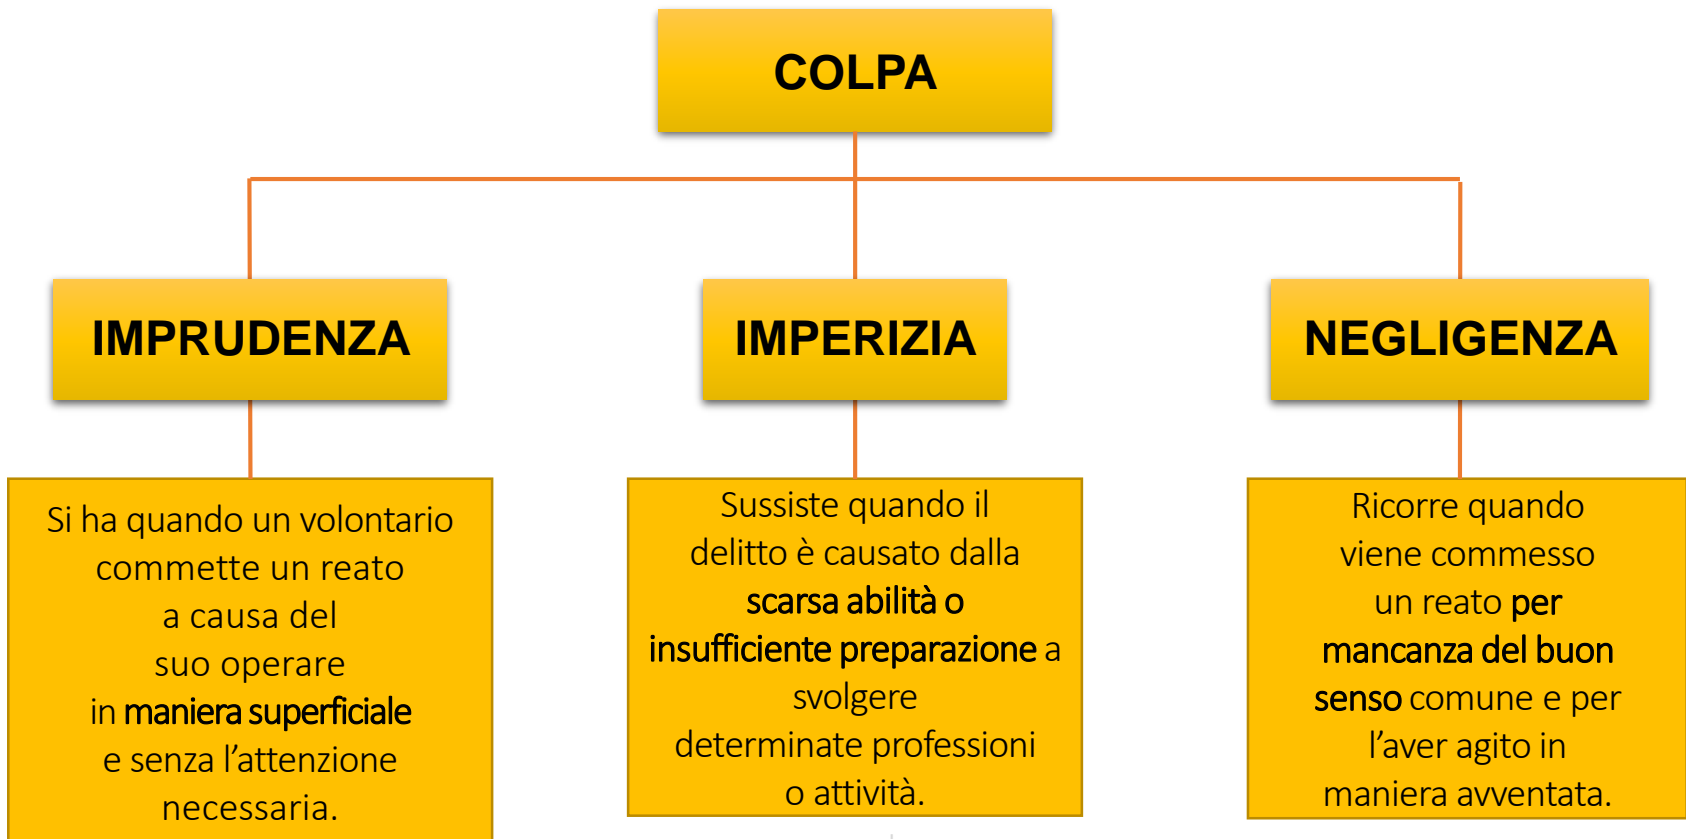 COLPA
IMPRUDENZA
IMPERIZIA
NEGLIGENZA
Si ha quando un volontario
commette un reato
a causa del
suo operare
in maniera superficiale
e senza l’attenzione
necessaria.
Sussiste quando il
delitto è causato dalla
scarsa abilità o
insufficiente preparazione a
svolgere
determinate professioni
o attività.
Ricorre quando
viene commesso
un reato per
mancanza del buon
senso comune e per
l’aver agito in
maniera avventata.